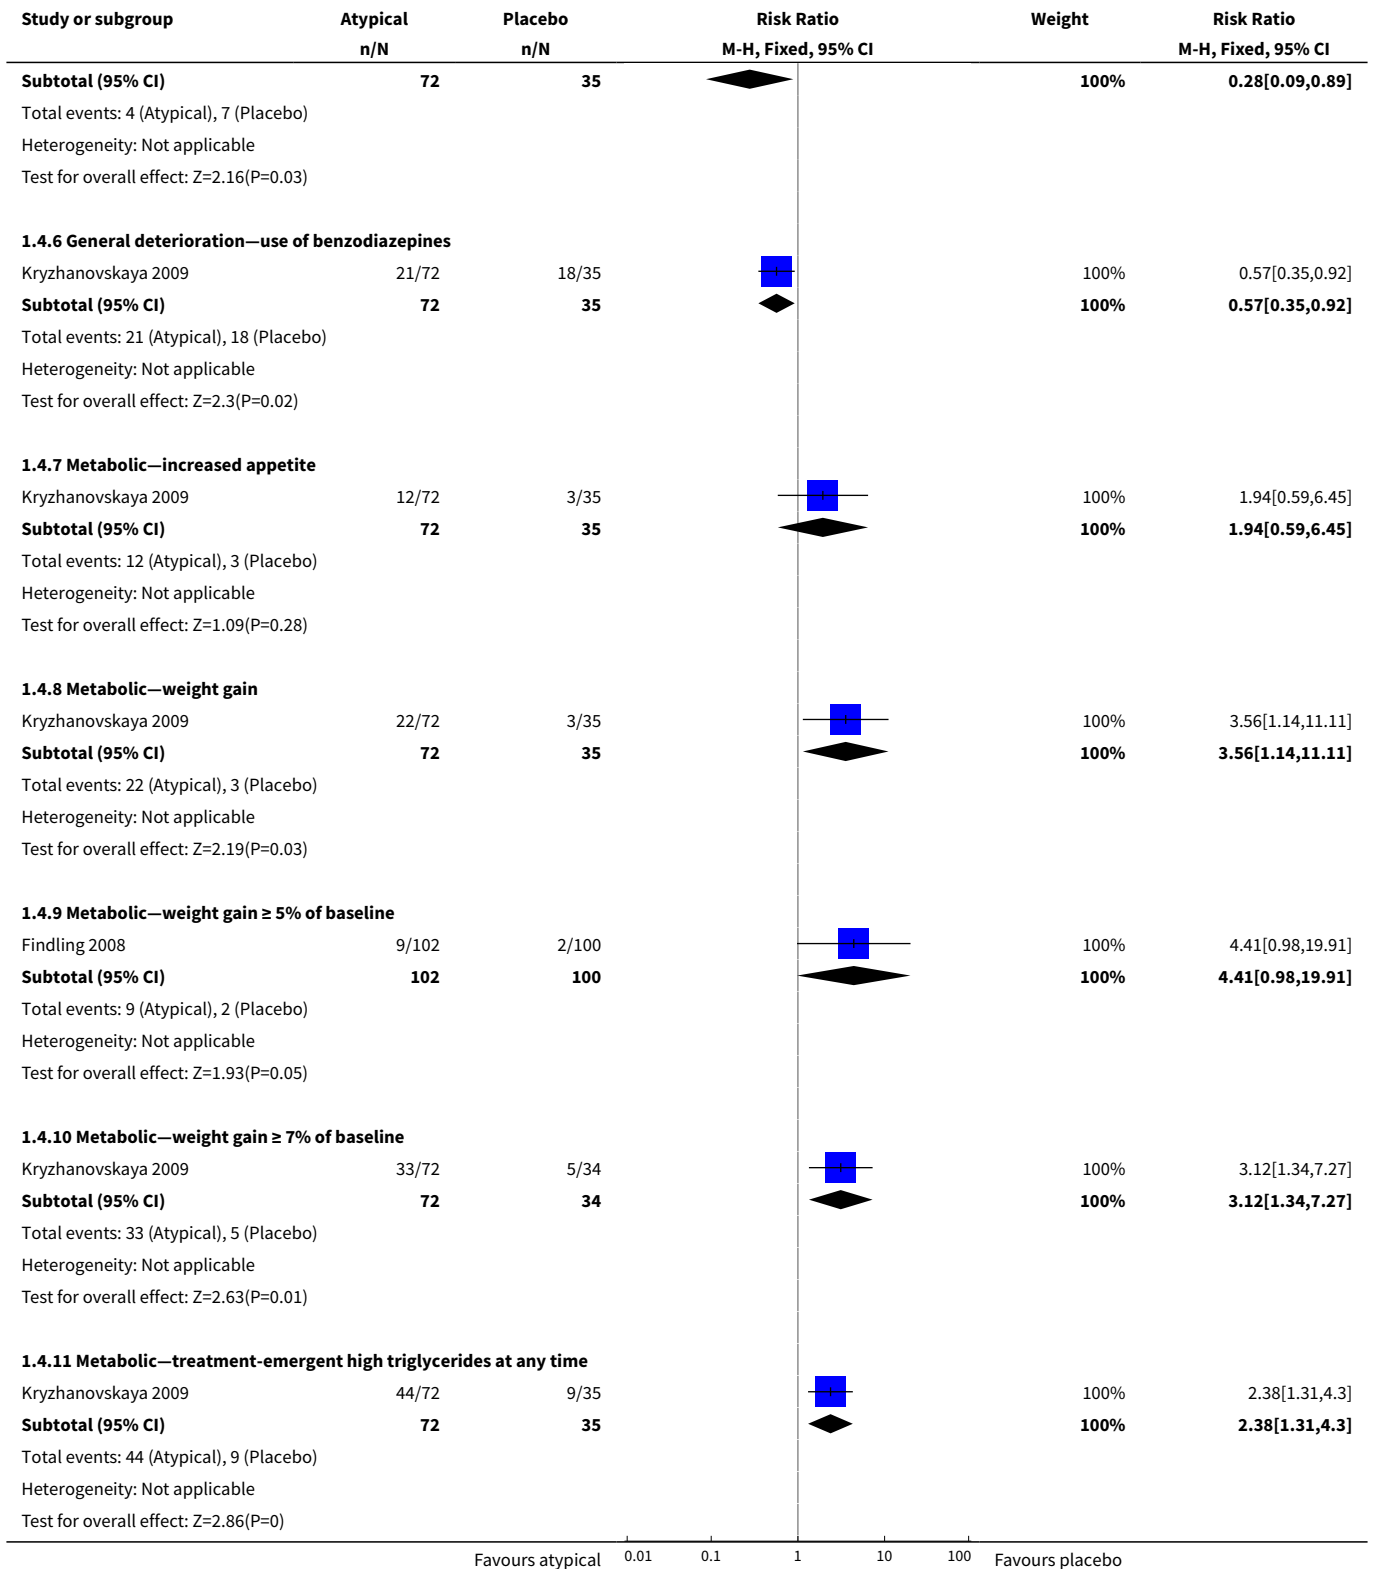 Study or subgroup Atypical Placebo Risk Ratio Weight Risk Ratio
n/N n/N M-H, Fixed, 95% CI M-H, Fixed, 95% CI
Subtotal (95% CI) 72 35 100% 0.28[0.09,0.89]
Total events: 4 (Atypical), 7 (Placebo)
Heterogeneity: Not applicable
Test for overall effect: Z=2.16(P=0.03)
1.4.6 General deterioration—use of benzodiazepines
Kryzhanovskaya 2009 21/72 18/35 100% 0.57[0.35,0.92]
Subtotal (95% CI) 72 35 100% 0.57[0.35,0.92]
Total events: 21 (Atypical), 18 (Placebo)
Heterogeneity: Not applicable
Test for overall effect: Z=2.3(P=0.02)
1.4.7 Metabolic—increased appetite
Kryzhanovskaya 2009 12/72 3/35 100% 1.94[0.59,6.45]
Subtotal (95% CI) 72 35 100% 1.94[0.59,6.45]
Total events: 12 (Atypical), 3 (Placebo)
Heterogeneity: Not applicable
Test for overall effect: Z=1.09(P=0.28)
1.4.8 Metabolic—weight gain
Kryzhanovskaya 2009 22/72 3/35 100% 3.56[1.14,11.11]
Subtotal (95% CI) 72 35 100% 3.56[1.14,11.11]
Total events: 22 (Atypical), 3 (Placebo)
Heterogeneity: Not applicable
Test for overall effect: Z=2.19(P=0.03)
1.4.9 Metabolic—weight gain ≥ 5% of baseline
Findling 2008 9/102 2/100 100% 4.41[0.98,19.91]
Subtotal (95% CI) 102 100 100% 4.41[0.98,19.91]
Total events: 9 (Atypical), 2 (Placebo)
Heterogeneity: Not applicable
Test for overall effect: Z=1.93(P=0.05)
1.4.10 Metabolic—weight gain ≥ 7% of baseline
Kryzhanovskaya 2009 33/72 5/34 100% 3.12[1.34,7.27]
Subtotal (95% CI) 72 34 100% 3.12[1.34,7.27]
Total events: 33 (Atypical), 5 (Placebo)
Heterogeneity: Not applicable
Test for overall effect: Z=2.63(P=0.01)
1.4.11 Metabolic—treatment-emergent high triglycerides at any time
Kryzhanovskaya 2009 44/72 9/35 100% 2.38[1.31,4.3]
Subtotal (95% CI) 72 35 100% 2.38[1.31,4.3]
Total events: 44 (Atypical), 9 (Placebo)
Heterogeneity: Not applicable
Test for overall effect: Z=2.86(P=0)
Favours atypical 0.01 0.1 1 10 100 Favours placebo